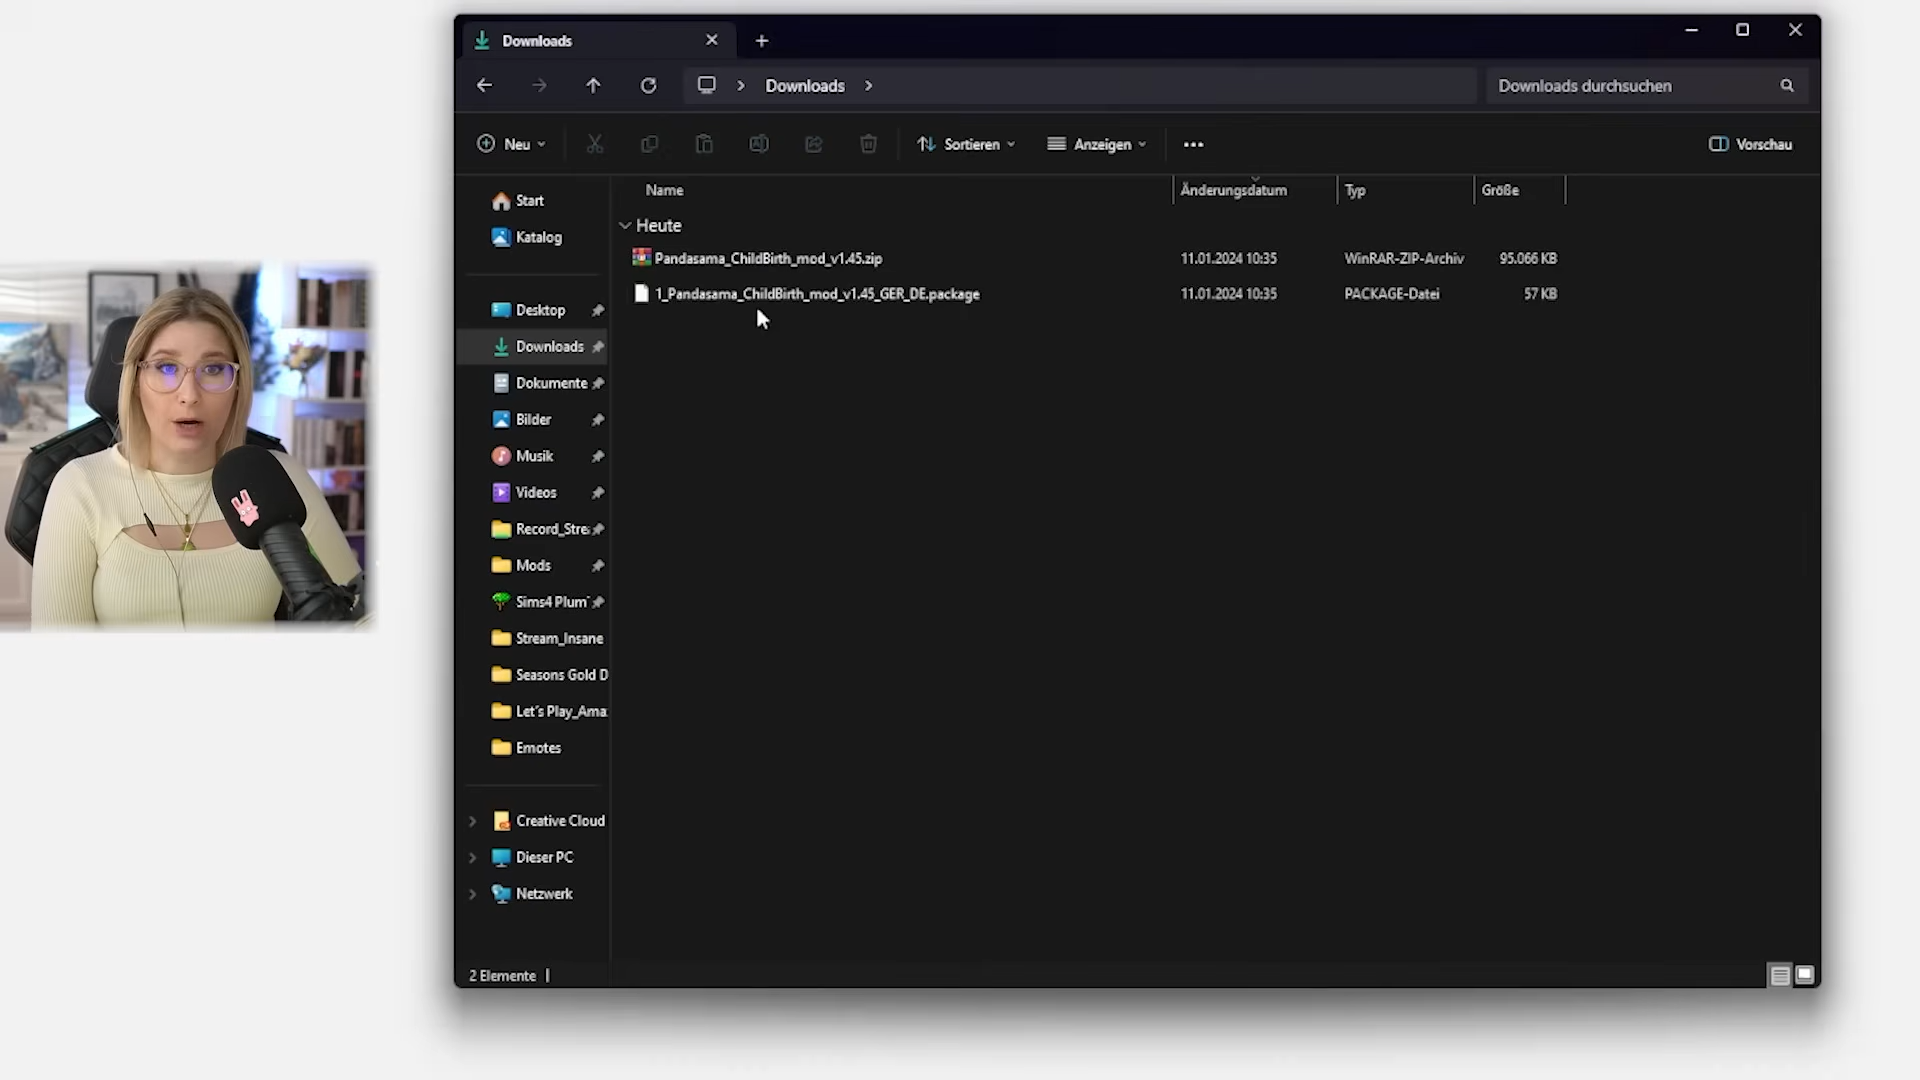 Downloads
Downloads
Downloads durchsuchen
Neu
Sortieren
Anzeigen
Vorschau
Name
Änderungsdatum
Typ
Größe
Start
Katalog
Heute
Pandasama_ChildBirth_mod_v1.45.zip
11.01.2024 10:35
WinRAR-ZIP-Archiv
95.066 KB
1_Pandasama_ChildBirth_mod_v1.45_GER_DE.package
11.01.2024 10:35
PACKAGE-Datei
57 KB
Desktop
Downloads
Dokumente
Bilder
Musik
Videos
Record_Stre
Mods
Sims4 Plum
Stream_Insane
Seasons Gold D
Let's Play_Ama
Emotes
Creative Cloud
Dieser PC
Netzwerk
2 Elemente